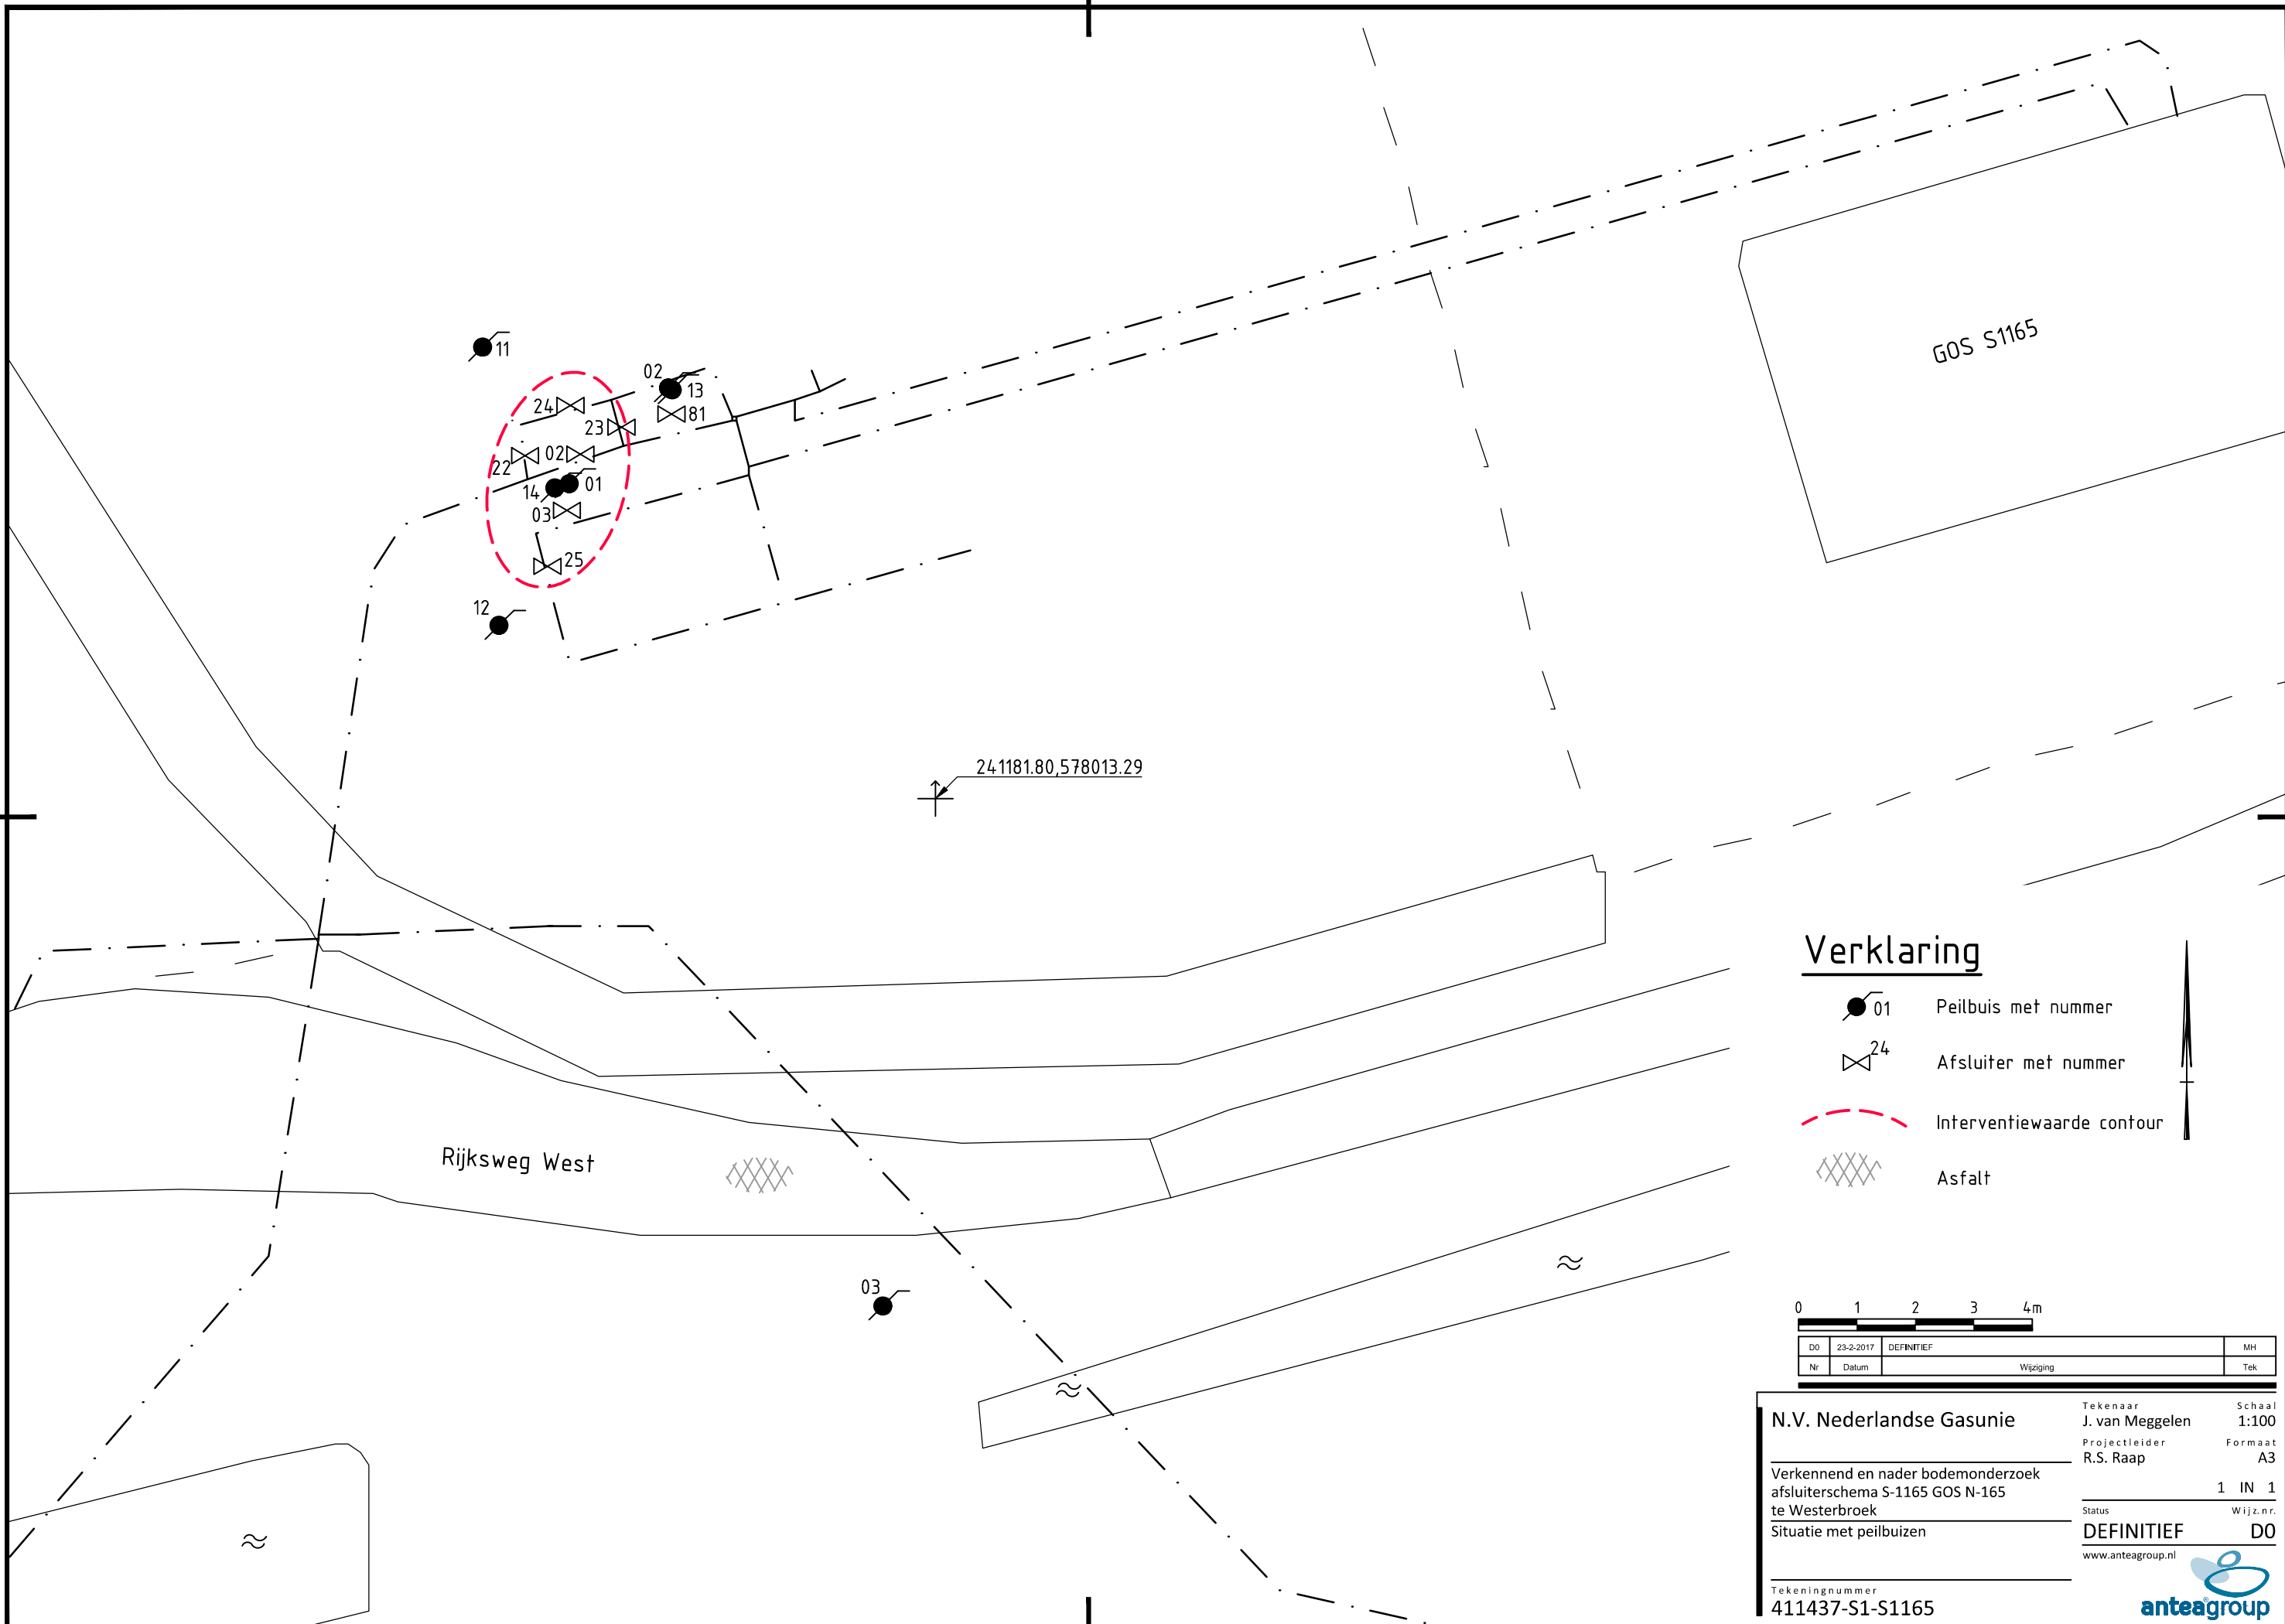 GOS S1165
11
02
13
24
81
23
22
02
14
01
03
25
12
241181.80,578013.29
Verklaring
01
Peilbuis met nummer
24
Afsluiter met nummer
Interventiewaarde contour
Asfalt
Rijksweg West
03
0 1 2 3 4m
D0 23-2-2017 DEFINITIEF MH
Nr Datum Wijziging Tek
N.V. Nederlandse Gasunie
Tekenaar Schaal
J. van Meggelen 1:100
Projectleider Formaat
R.S. Raap A3
Verkennend en nader bodemonderzoek
afsluiterschema S-1165 GOS N-165
te Westerbroek
1 IN 1
Situatie met peilbuizen
Status Wijz.nr.
DEFINITIEF D0
www.anteagroup.nl
Tekeningnummer
411437-S1-S1165
anteagroup